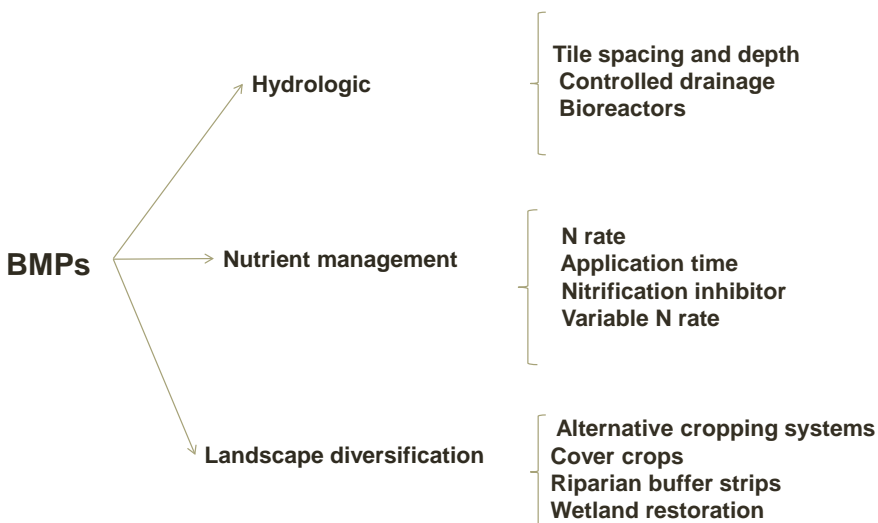 BMPs
Hydrologic
Tile spacing and depth
Controlled drainage
Bioreactors
Nutrient management
N rate
Application time
Nitrification inhibitor
Variable N rate
Landscape diversification
Alternative cropping systems
Cover crops
Riparian buffer strips
Wetland restoration